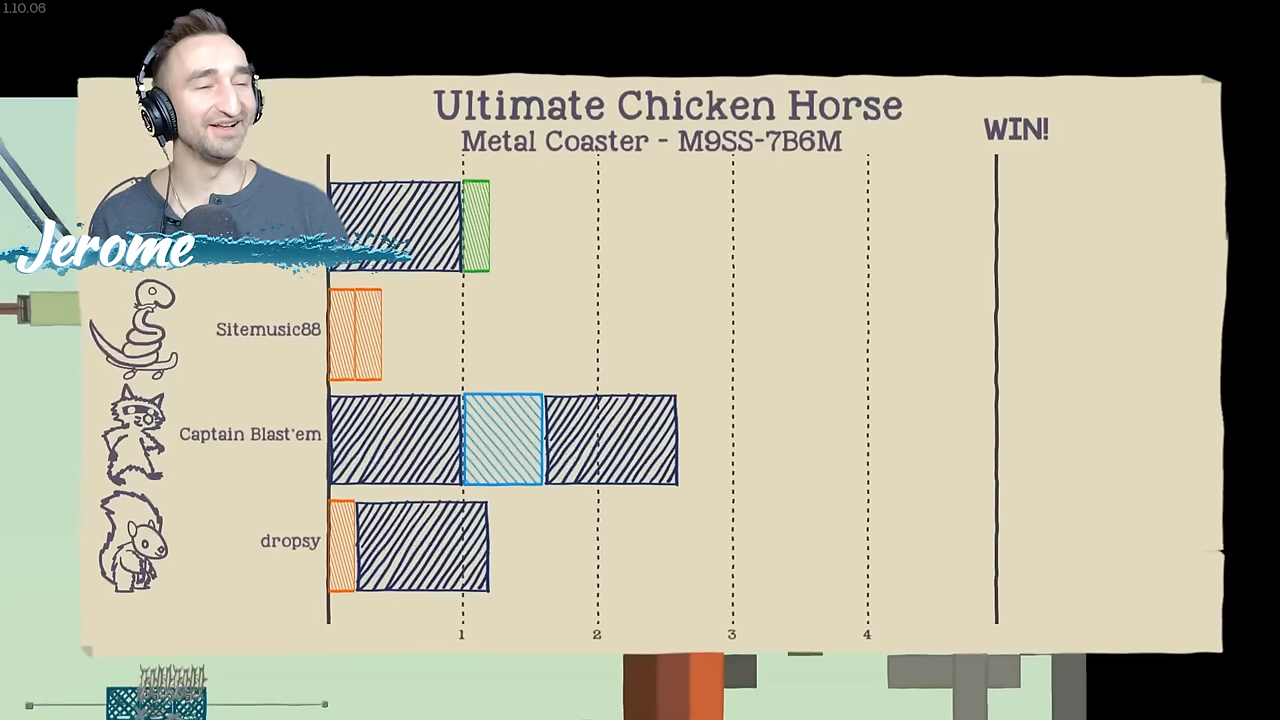 1.10.06
Ultimate Chicken Horse
Metal Coaster - M9SS-7B6M
WIN!
Jerome
Sitemusic88
Captain Blast'em
dropsy
1 2 3 4